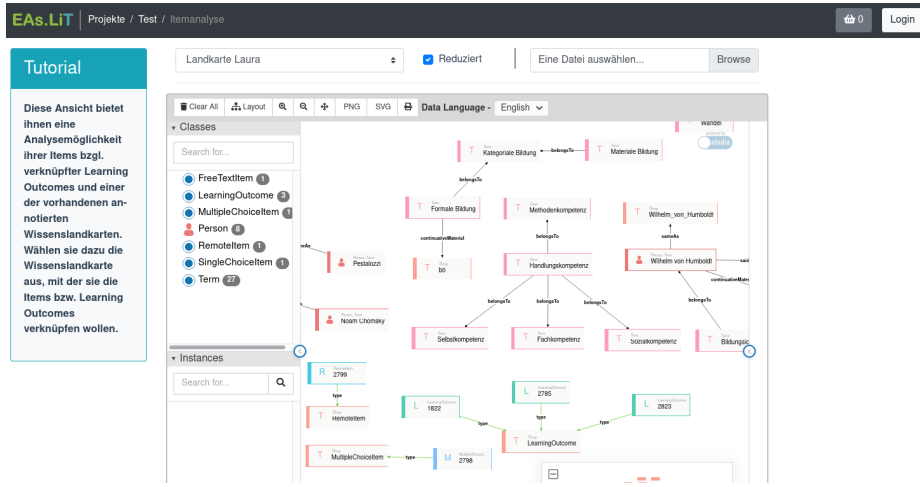 EAs.LiT Projekte / Test / Itemanalyse
0
Login
Tutorial
Diese Ansicht bietet
ihnen eine
Analysemöglichkeit
ihrer Items bzgl.
verknüpfter Learning
Outcomes und einer
der vorhandenen an-
notierten
Wissenslandkarten.
Wählen sie dazu die
Wissenslandkarte
aus, mit der sie die
Items bzw. Learning
Outcomes
verknüpfen wollen.
Landkarte Laura
Reduziert
Eine Datei auswählen...
Browse
Clear All Layout PNG SVG Data Language - English
Classes
Search for...
FreeTextItem 1
LearningOutcome 3
MultipleChoiceItem 1
Person 8
RemoteItem 1
SingleChoiceItem 1
Term 27
Instances
Search for...
Wandel
T Kategoriale Bildung
belongsTo
T Materiale Bildung
belongsTo
T Formale Bildung
T Methodenkompetenz
T Wilhelm_von_Humboldt
continuativeMaterial
belongsTo
sameAs
Pestalozzi
T b0
T Handlungskompetenz
Wilhelm von Humboldt
continuativeMater
belongsTo
belongsTo
belongsTo
belongsTo
Noam Chomsky
T Selbstkompetenz
T Fachkompetenz
T Sozialkompetenz
T Bildungsid
R 2799
type
T RemoteItem
L 1822
L 2785
L 2823
type
type
type
T LearningOutcome
T MultipleChoiceItem
type
M 2798